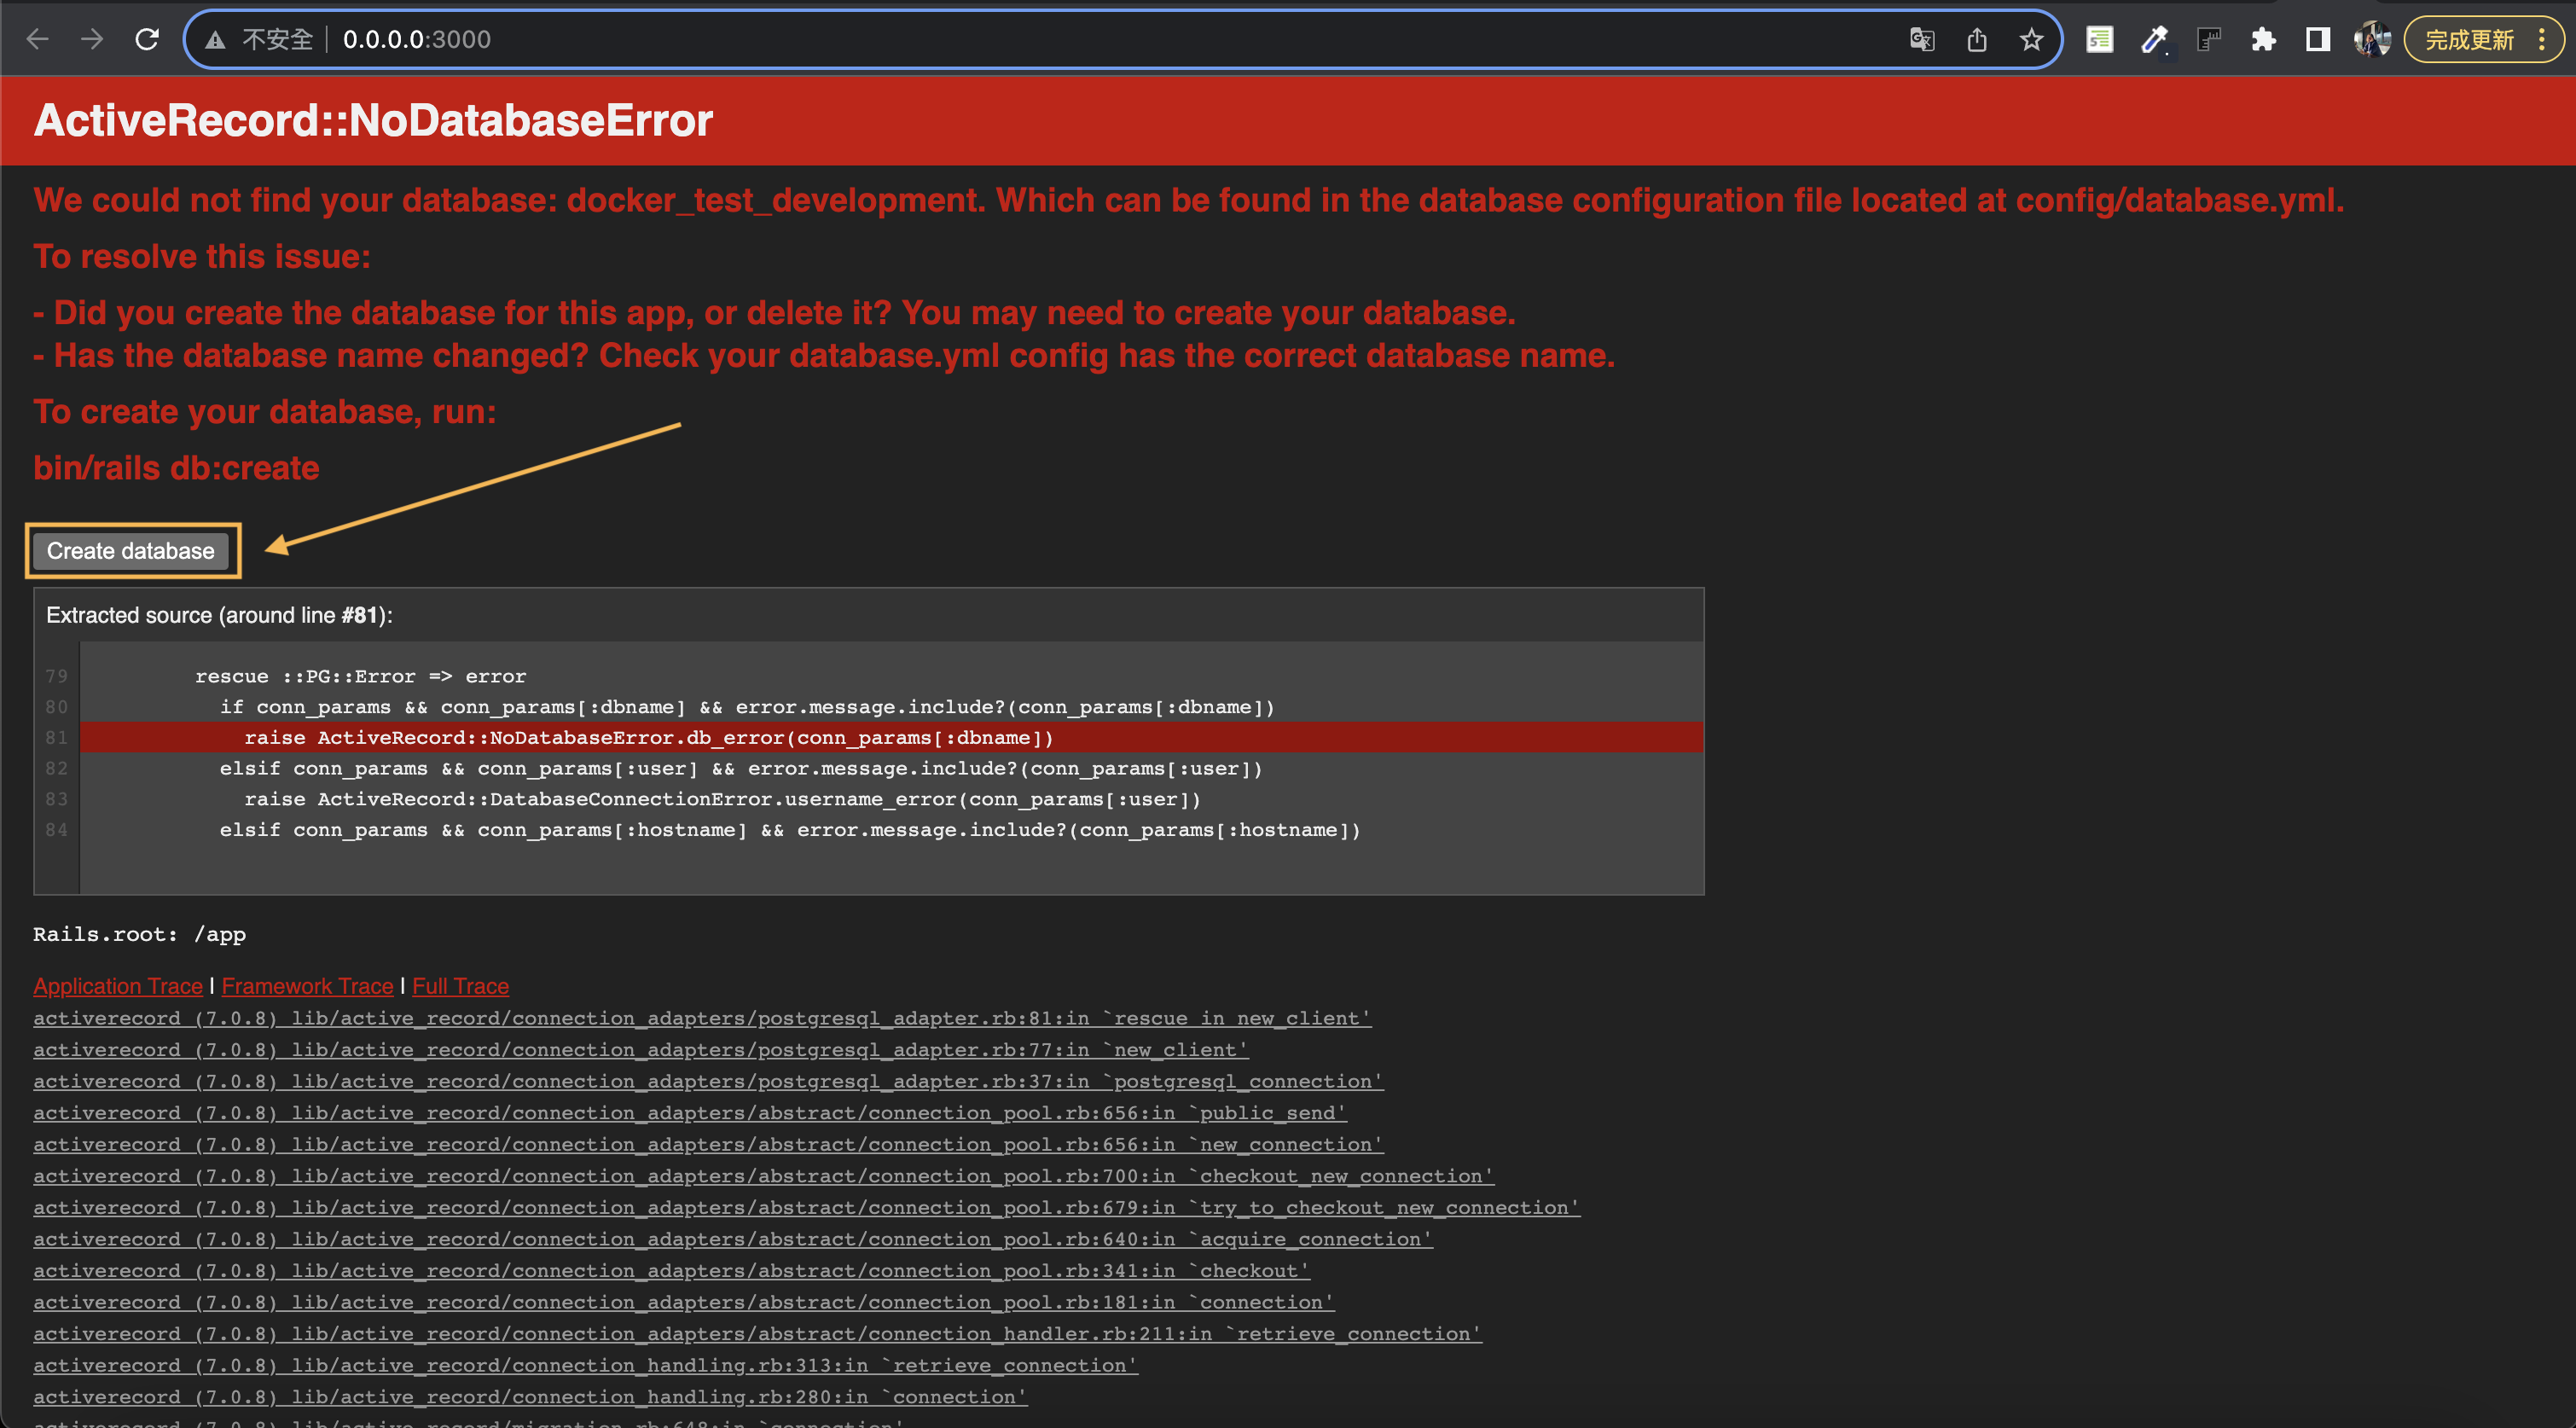 不安全 0.0.0.0:3000 完成更新
ActiveRecord::NoDatabaseError
We could not find your database: docker_test_development. Which can be found in the database configuration file located at config/database.yml.
To resolve this issue:
- Did you create the database for this app, or delete it? You may need to create your database.
- Has the database name changed? Check your database.yml config has the correct database name.
To create your database, run:
bin/rails db:create
Create database
Extracted source (around line #81):
79 rescue ::PG::Error => error
80 if conn_params && conn_params[:dbname] && error.message.include?(conn_params[:dbname])
81 raise ActiveRecord::NoDatabaseError.db_error(conn_params[:dbname])
82 elsif conn_params && conn_params[:user] && error.message.include?(conn_params[:user])
83 raise ActiveRecord::DatabaseConnectionError.username_error(conn_params[:user])
84 elsif conn_params && conn_params[:hostname] && error.message.include?(conn_params[:hostname])
Rails.root: /app
Application Trace | Framework Trace | Full Trace
activerecord (7.0.8) lib/active_record/connection_adapters/postgresql_adapter.rb:81:in `rescue in new_client'
activerecord (7.0.8) lib/active_record/connection_adapters/postgresql_adapter.rb:77:in `new_client'
activerecord (7.0.8) lib/active_record/connection_adapters/postgresql_adapter.rb:37:in `postgresql_connection'
activerecord (7.0.8) lib/active_record/connection_adapters/abstract/connection_pool.rb:656:in `public_send'
activerecord (7.0.8) lib/active_record/connection_adapters/abstract/connection_pool.rb:656:in `new_connection'
activerecord (7.0.8) lib/active_record/connection_adapters/abstract/connection_pool.rb:700:in `checkout_new_connection'
activerecord (7.0.8) lib/active_record/connection_adapters/abstract/connection_pool.rb:679:in `try_to_checkout_new_connection'
activerecord (7.0.8) lib/active_record/connection_adapters/abstract/connection_pool.rb:640:in `acquire_connection'
activerecord (7.0.8) lib/active_record/connection_adapters/abstract/connection_pool.rb:341:in `checkout'
activerecord (7.0.8) lib/active_record/connection_adapters/abstract/connection_pool.rb:181:in `connection'
activerecord (7.0.8) lib/active_record/connection_adapters/abstract/connection_handler.rb:211:in `retrieve_connection'
activerecord (7.0.8) lib/active_record/connection_handling.rb:313:in `retrieve_connection'
activerecord (7.0.8) lib/active_record/connection_handling.rb:280:in `connection'
activerecord (7.0.8) lib/active_record/migration.rb:648:in `connection'